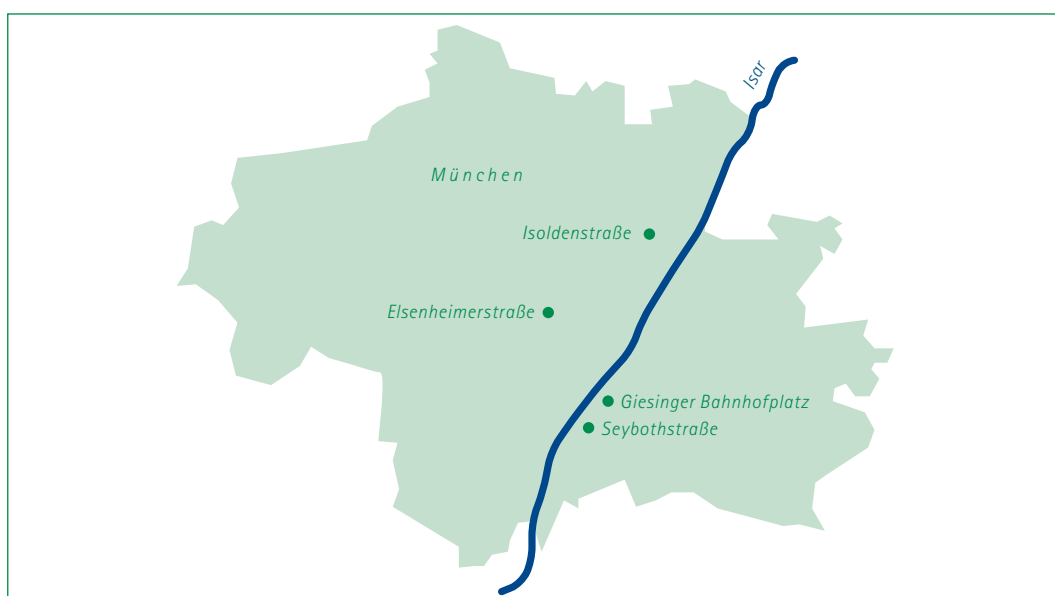 Isar
München
Isoldenstraße
Elsenheimerstraße
Giesinger Bahnhofplatz
Seybothstraße